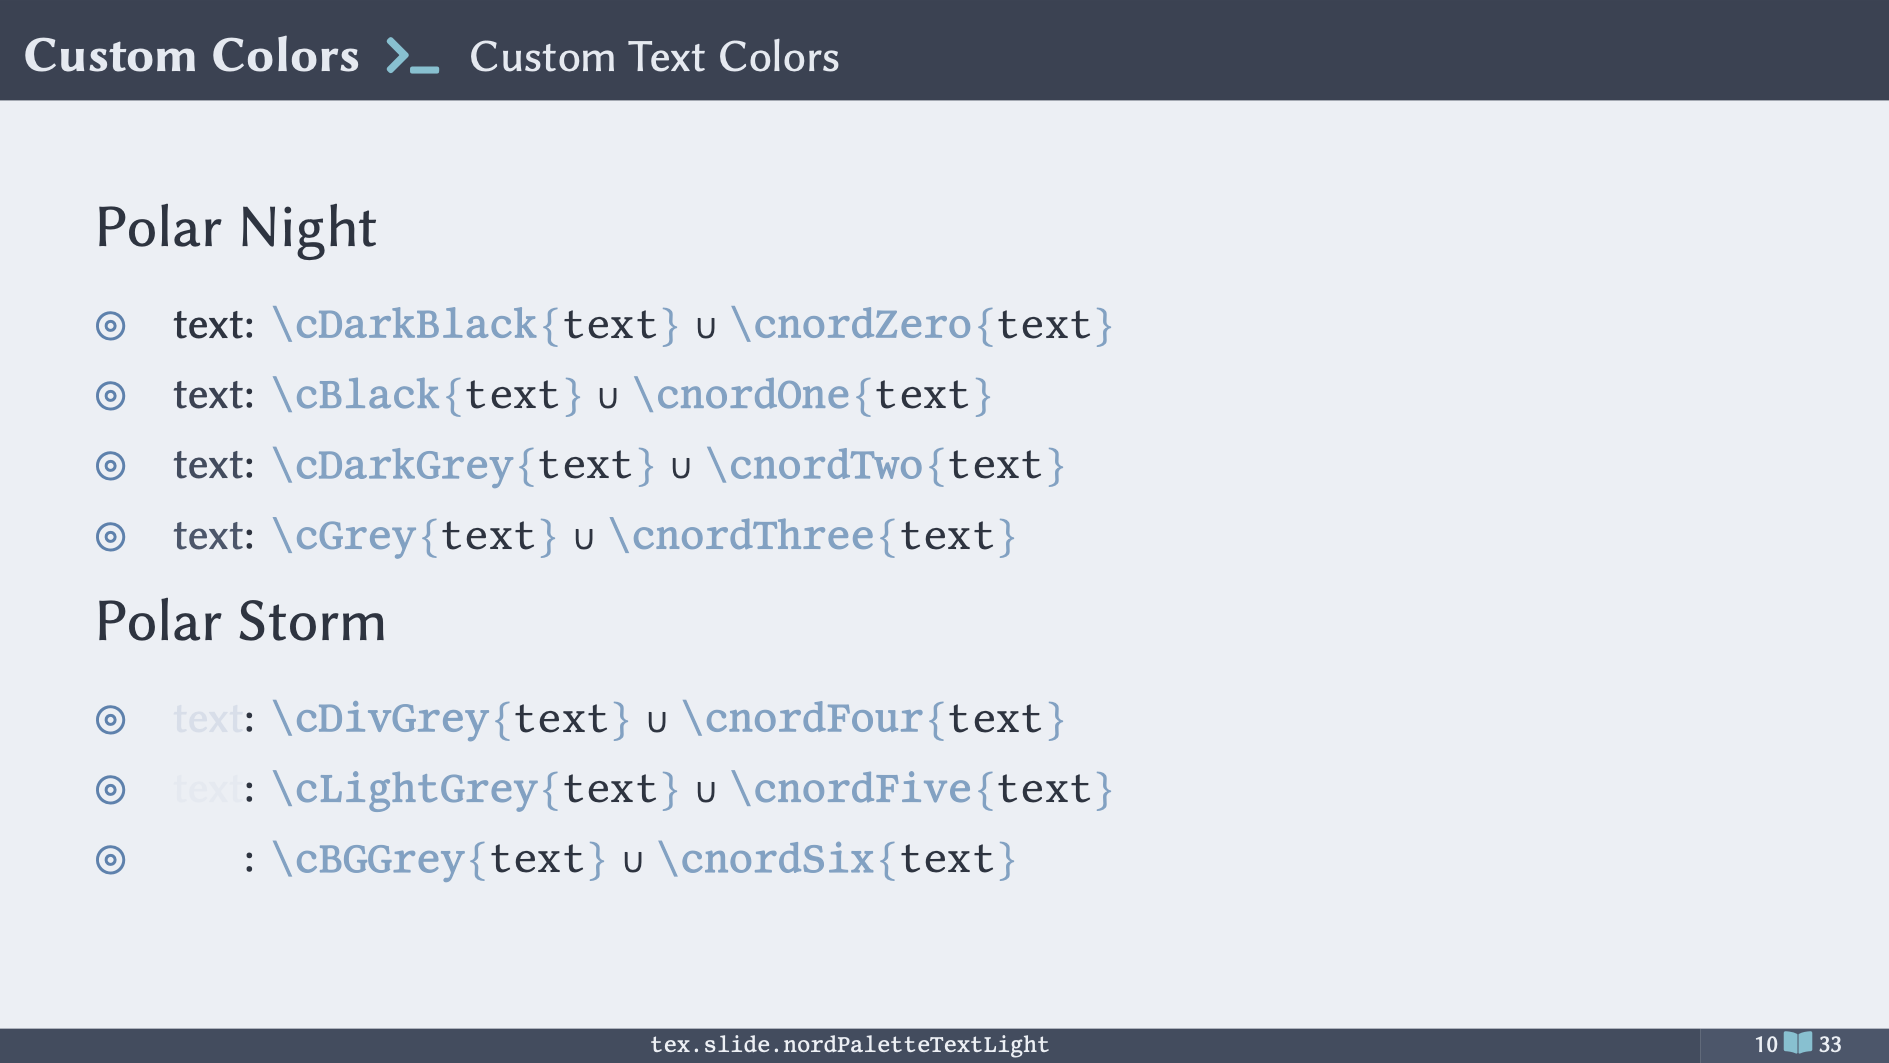 Custom Colors >_ Custom Text Colors
Polar Night
text: \cDarkBlack{text} ∪ \cnordZero{text}
text: \cBlack{text} ∪ \cnordOne{text}
text: \cDarkGrey{text} ∪ \cnordTwo{text}
text: \cGrey{text} ∪ \cnordThree{text}
Polar Storm
text: \cDivGrey{text} ∪ \cnordFour{text}
text: \cLightGrey{text} ∪ \cnordFive{text}
: \cBGGrey{text} ∪ \cnordSix{text}
tex.slide.nordPaletteTextLight
10 33